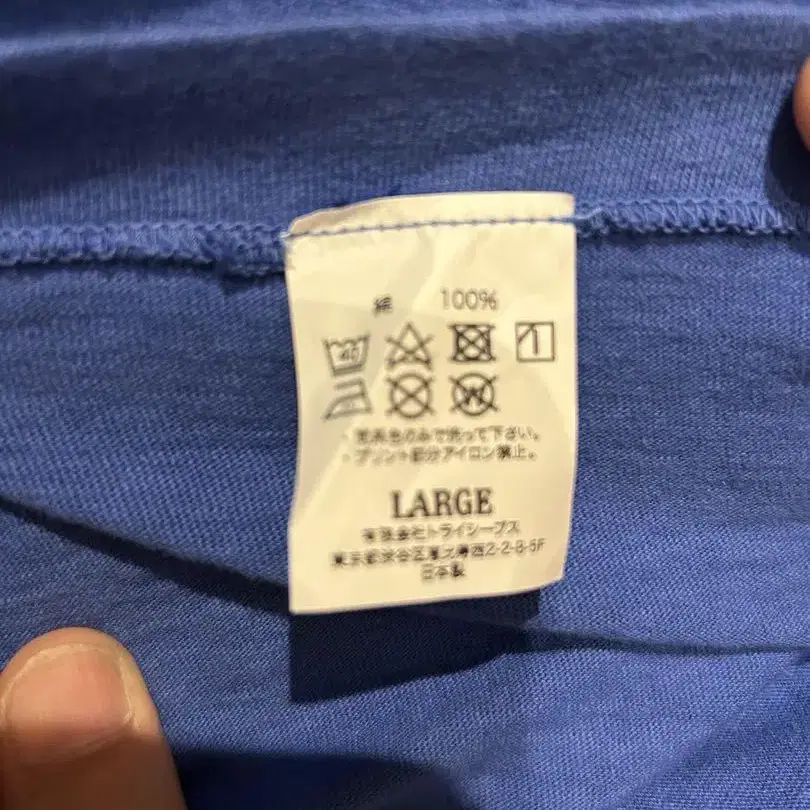 綿 100%
40
W
・同系色のみで洗って下さい。
・プリント部分アイロン禁止。
LARGE
有限会社トライシープス
東京都渋谷区恵比寿西2-2-8-5F
日本製